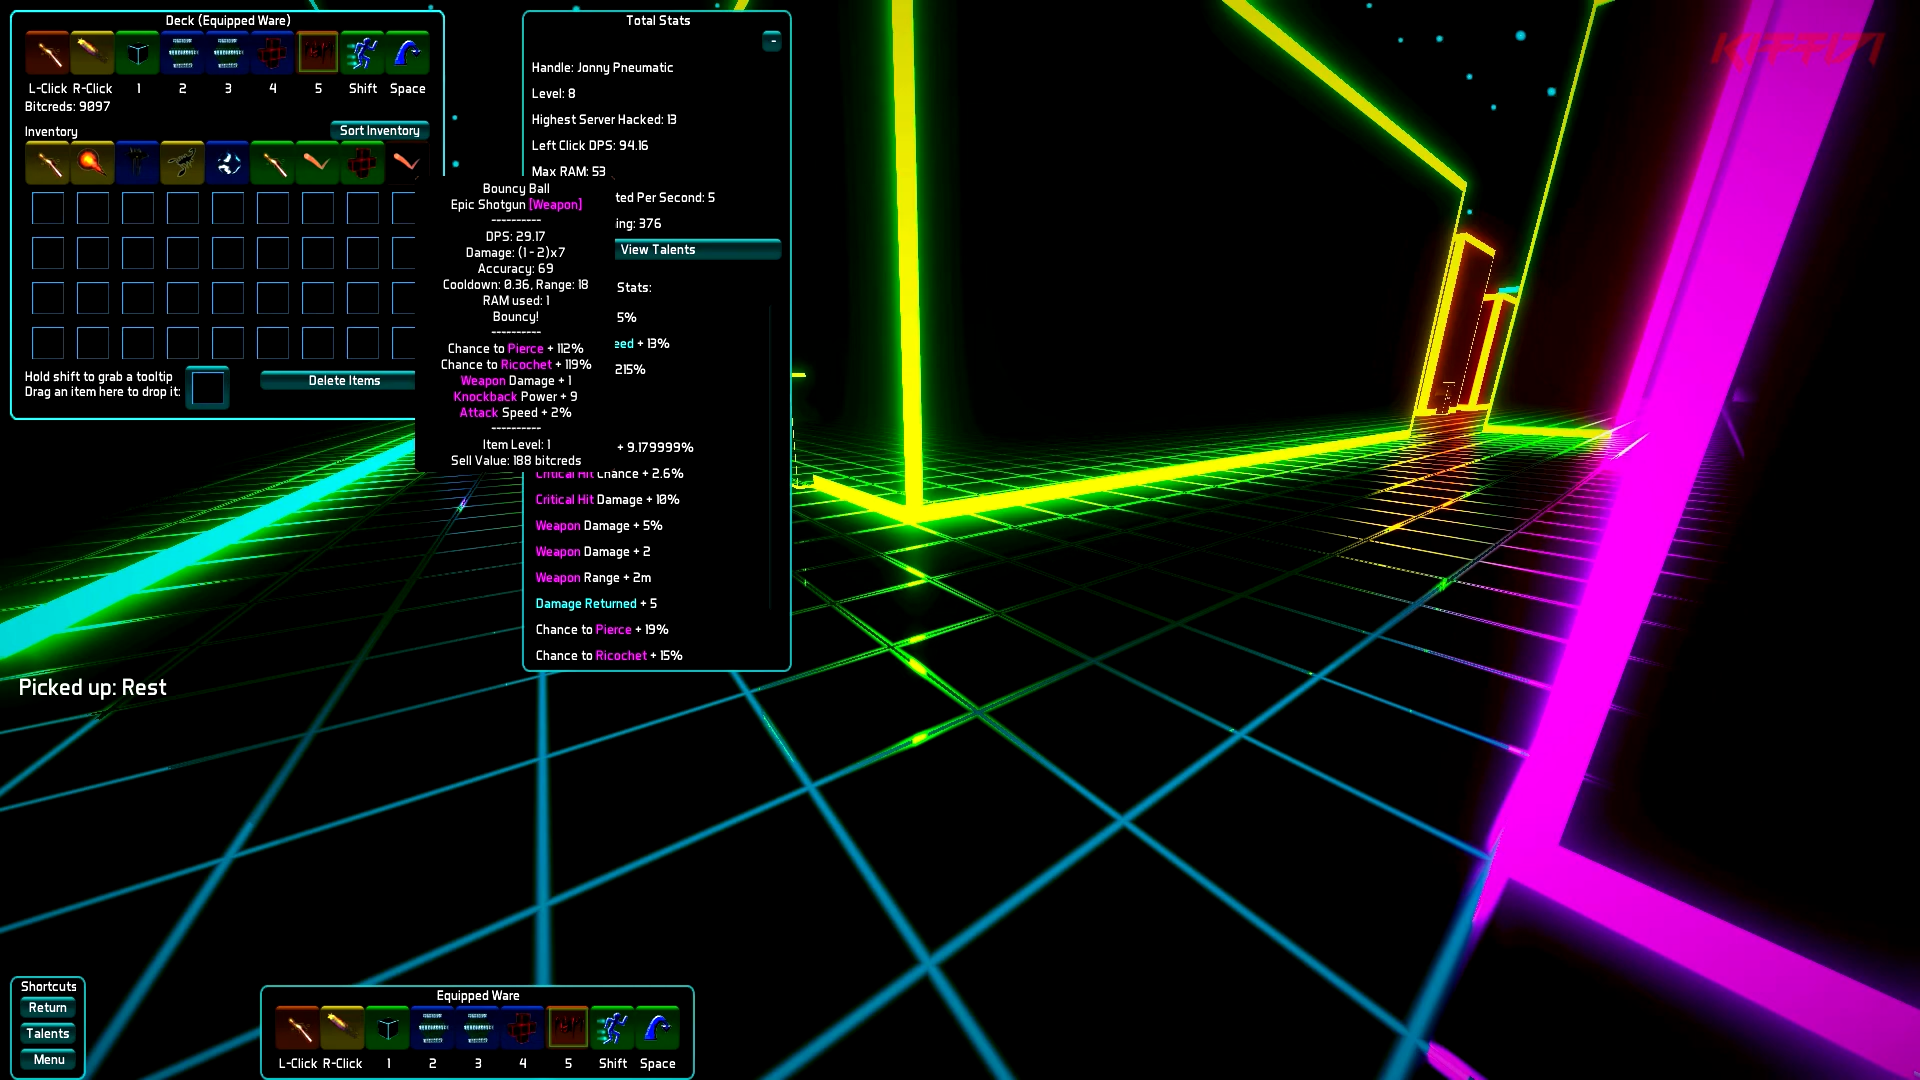 Deck (Equipped Ware)
L-Click R-Click 1 2 3 4 5 Shift Space
Bitcreds: 9097
Inventory
Sort Inventory
Hold shift to grab a tooltip
Drag an item here to drop it:
Delete Items
Bouncy Ball
Epic Shotgun [Weapon]
----------
DPS: 29.17
Damage: (1 - 2)x7
Accuracy: 69
Cooldown: 0.36, Range: 18
RAM used: 1
Bouncy!
----------
Chance to Pierce + 112%
Chance to Ricochet + 119%
Weapon Damage + 1
Knockback Power + 9
Attack Speed + 2%
----------
Item Level: 1
Sell Value: 188 bitcreds
Total Stats
-
Handle: Jonny Pneumatic
Level: 8
Highest Server Hacked: 13
Left Click DPS: 94.16
Max RAM: 53
ted Per Second: 5
ing: 376
View Talents
Stats:
5%
eed + 13%
215%
+ 9.179999%
Critical Hit Chance + 2.6%
Critical Hit Damage + 18%
Weapon Damage + 5%
Weapon Damage + 2
Weapon Range + 2m
Damage Returned + 5
Chance to Pierce + 19%
Chance to Ricochet + 15%
KIFFI171
Picked up: Rest
Shortcuts
Return
Talents
Menu
Equipped Ware
L-Click R-Click 1 2 3 4 5 Shift Space